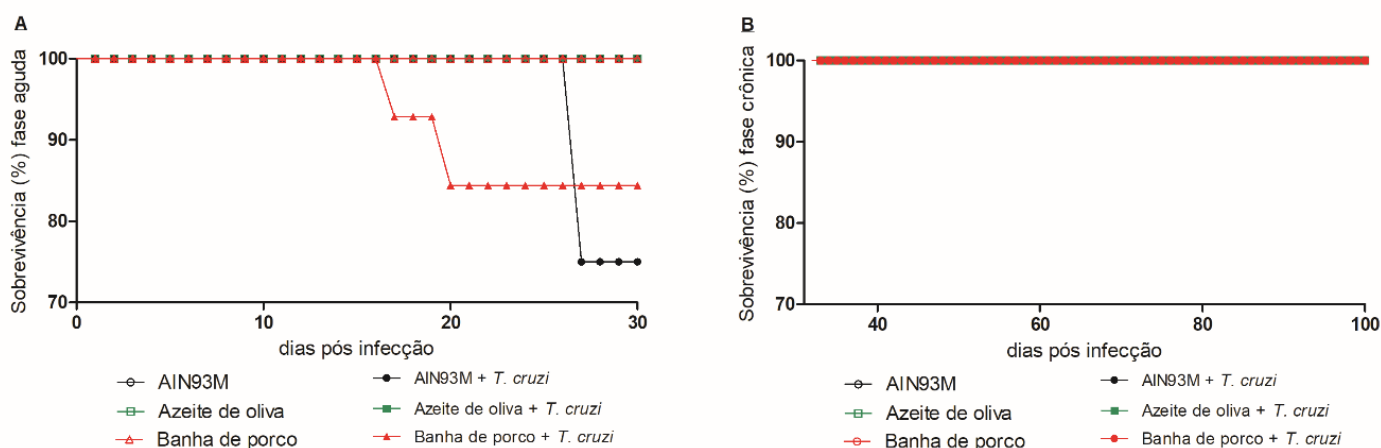 A
Sobrevivência (%) fase aguda
100
90
80
70
0
10
20
30
dias pós infecção
AIN93M
AIN93M + T. cruzi
Azeite de oliva
Azeite de oliva + T. cruzi
Banha de porco
Banha de porco + T. cruzi
B
Sobrevivência (%) fase crônica
100
90
80
70
40
60
80
100
dias pós infecção
AIN93M
AIN93M + T. cruzi
Azeite de oliva
Azeite de oliva + T. cruzi
Banha de porco
Banha de porco + T. cruzi